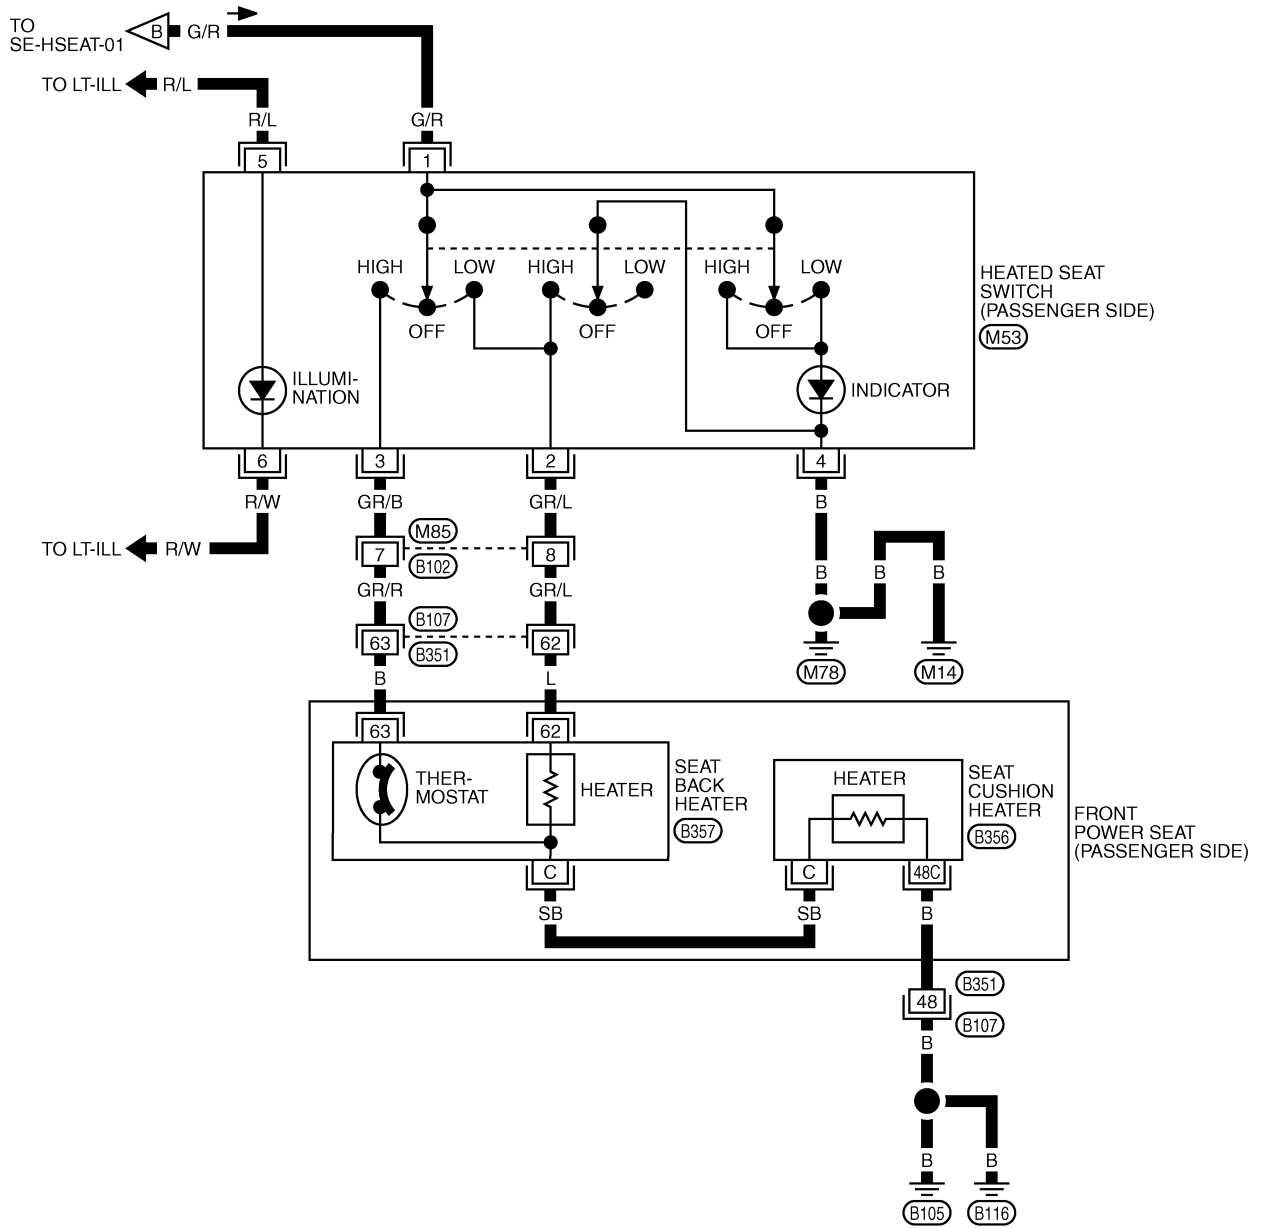 TO
SE-HSEAT-01
B
G/R
TO LT-ILL
R/L
R/L
G/R
5
1
HIGH
LOW
HIGH
LOW
HIGH
LOW
OFF
OFF
OFF
HEATED SEAT
SWITCH
(PASSENGER SIDE)
M53
ILLUMI-
NATION
INDICATOR
6
3
2
4
R/W
GR/B
GR/L
B
M85
TO LT-ILL
R/W
7
8
B102
B
B
B
GR/R
GR/L
B107
63
62
B351
M78
M14
B
L
63
62
THER-
MOSTAT
HEATER
SEAT
BACK
HEATER
B357
HEATER
SEAT
CUSHION
HEATER
B356
FRONT
POWER SEAT
(PASSENGER SIDE)
C
C
48C
SB
SB
B
B351
48
B107
B
B
B
B105
B116